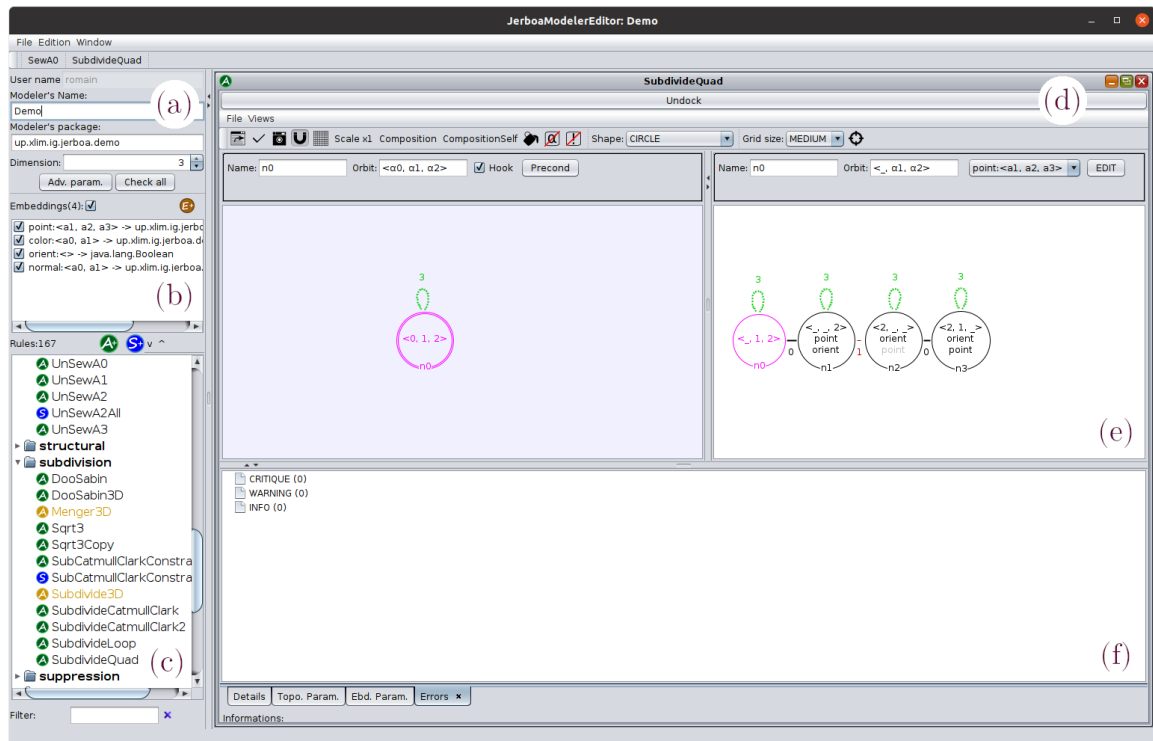 JerboaModelerEditor: Demo
File Edition Window
SewA0 SubdivideQuad
User name romain
Modeler's Name:
(a)
Demo
Modeler's package:
up.xlim.ig.jerboa.demo
Dimension: 3
Adv. param. Check all
Embeddings(4):
E+
point:<a1, a2, a3> -> up.xlim.ig.jerbo
color:<a0, a1> -> up.xlim.ig.jerboa.d
orient:<> -> java.lang.Boolean
normal:<a0, a1> -> up.xlim.ig.jerboa.
(b)
Rules:167 A+ S+ v ^
A UnSewA0
A UnSewA1
A UnSewA2
S UnSewA2All
A UnSewA3
structural
subdivision
A DooSabin
A DooSabin3D
A Menger3D
A Sqrt3
A Sqrt3Copy
A SubCatmullClarkConstra
S SubCatmullClarkConstra
A Subdivide3D
A SubdivideCatmullClark
A SubdivideCatmullClark2
A SubdivideLoop
A SubdivideQuad
(c)
suppression
Filter:
A SubdivideQuad
Undock
(d)
File Views
Scale x1 Composition CompositionSelf Shape: CIRCLE Grid size: MEDIUM
Name: n0 Orbit: <α0, α1, α2> Hook Precond
3
<0, 1, 2>
n0
Name: n0 Orbit: <_, α1, α2> point:<a1, a2, a3> EDIT
3 3 3 3
<_, 1, 2> <_, _, 2> <2, _, _> <2, 1, _>
point orient orient
orient point point
0 1 0
n0 n1 n2 n3
(e)
CRITIQUE (0)
WARNING (0)
INFO (0)
(f)
Details Topo. Param. Ebd. Param. Errors ×
Informations: